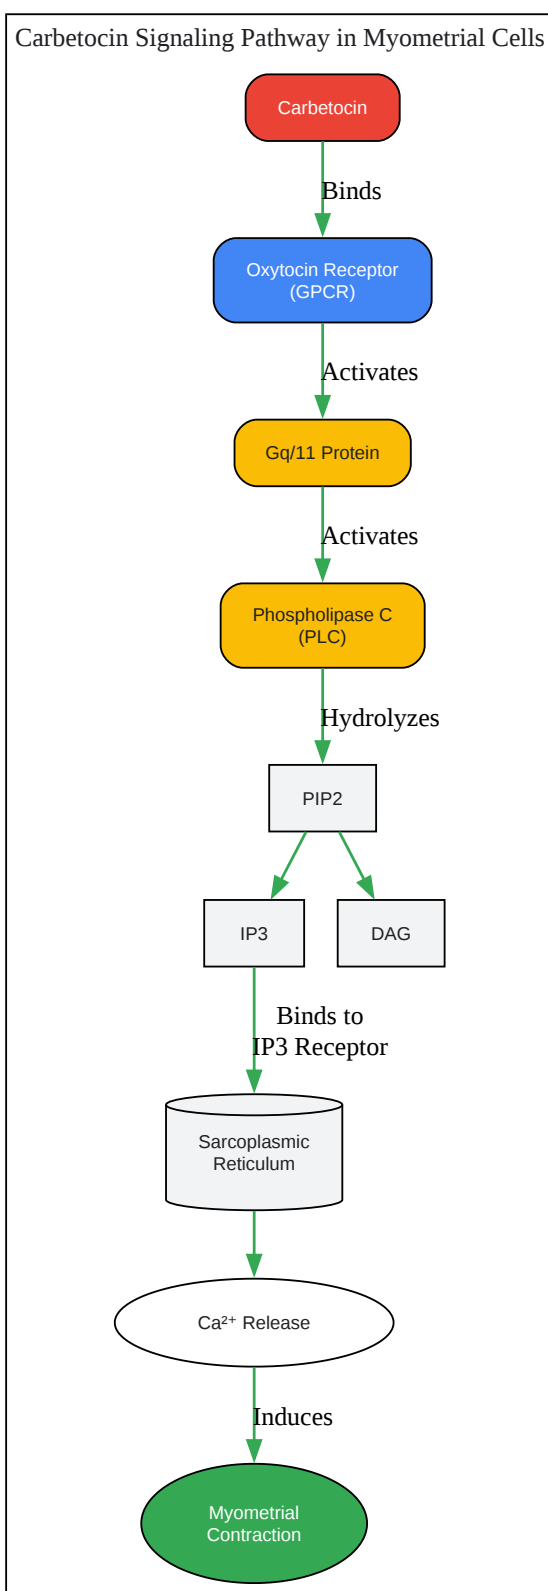 Carbetocin Signaling Pathway in Myometrial Cells
Carbetocin
Binds
Oxytocin Receptor
(GPCR)
Activates
Gq/11 Protein
Activates
Phospholipase C
(PLC)
Hydrolyzes
PIP2
IP3
DAG
Binds to
IP3 Receptor
Sarcoplasmic
Reticulum
Ca²⁺ Release
Induces
Myometrial
Contraction